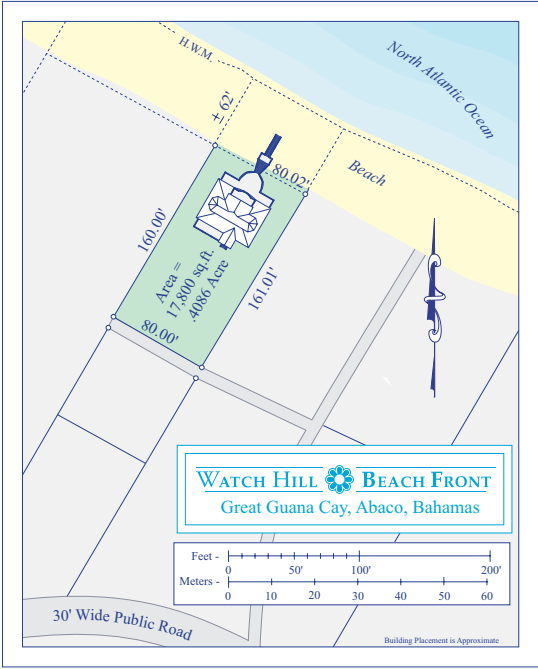 North Atlantic Ocean
H.W.M.
± 62'
Beach
80.02'
160.00'
161.01'
Area =
17,800 sq.ft.
.4086 Acre
80.00'
WATCH HILL BEACH FRONT
Great Guana Cay, Abaco, Bahamas
Feet -
0 50' 100' 200'
Meters -
0 10 20 30 40 50 60
30' Wide Public Road
Building Placement is Approximate